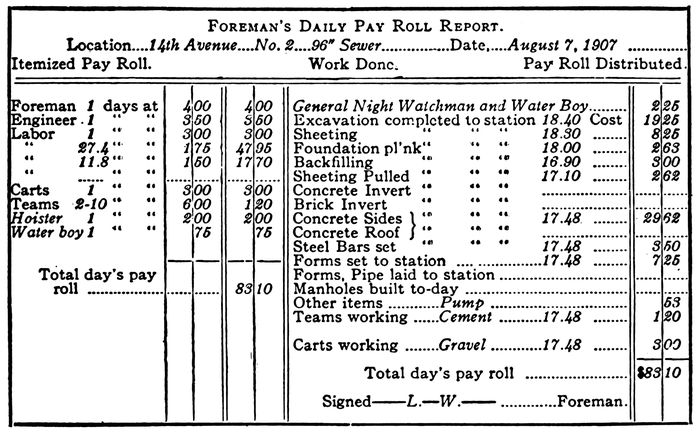 FOREMAN'S DAILY PAY ROLL REPORT.
Location....14th Avenue....No. 2....96" Sewer...........Date,....August 7, 1907 ..................
Itemized Pay Roll. Work Done. Pay Roll Distributed.
Foreman 1 days at 4 00 4 00
Engineer 1 " " 3 50 3 50
Labor 1 " " 3 00 3 00
" 27.4 " " 1 75 47 95
" 11.8 " " 1 50 17 70
" ...... " "
Carts 1 " " 3 00 3 00
Teams 2-10 " " 6 00 1 20
Hoister 1 " " 2 00 2 00
Water boy 1 " " 75 75
Total day's pay
roll .................... 83 10
General Night Watchman and Water Boy........ 2 25
Excavation completed to station 18.40 Cost 19 25
Sheeting " " 18.30 ........ 8 25
Foundation pl'nk " " 18.00 ........ 2 63
Backfilling " " 16.90 ........ 3 00
Sheeting Pulled " " 17.10 ........ 2 62
Concrete Invert " "
Brick Invert " "
Concrete Sides } " " 17.48 ........ 29 62
Concrete Roof } " "
Steel Bars set " " 17.48 ........ 3 50
Forms set to station .... ....17.48 ........ 7 25
Forms, Pipe laid to station ........................
Manholes built to-day ................................
Other items .........Pump ........................ 53
Teams working ......Cement .......17.48 ........ 1 20
Carts working .......Gravel .......17.48 ........ 3 00
Total day's pay roll ................ $83 10
Signed——L.—W.—— .............Foreman.